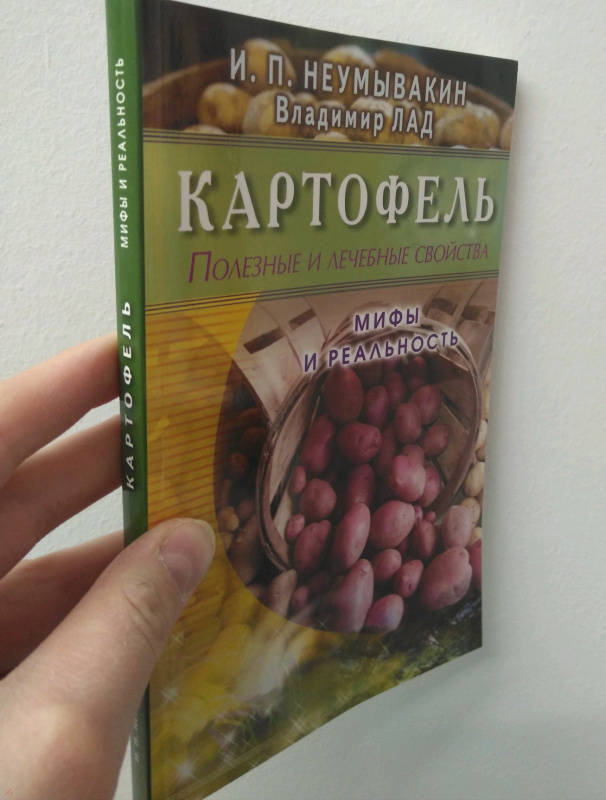 И. П. НЕУМЫВАКИН
Владимир ЛАД
КАРТОФЕЛЬ
ПОЛЕЗНЫЕ И ЛЕЧЕБНЫЕ СВОЙСТВА
МИФЫ
И РЕАЛЬНОСТЬ
КАРТОФЕЛЬ
МИФЫ И РЕАЛЬНОСТЬ